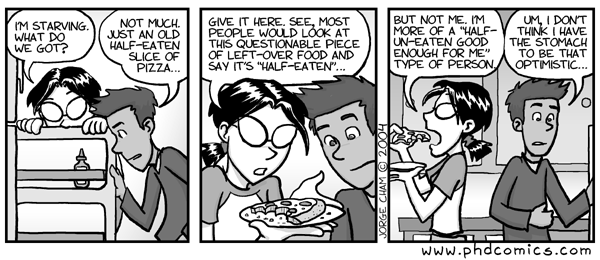 I'M STARVING.
WHAT DO
WE GOT?
NOT MUCH.
JUST AN OLD
HALF-EATEN
SLICE OF
PIZZA...
GIVE IT HERE. SEE, MOST
PEOPLE WOULD LOOK AT
THIS QUESTIONABLE PIECE
OF LEFT-OVER FOOD AND
SAY IT'S "HALF-EATEN"...
BUT NOT ME. I'M
MORE OF A "HALF-
UN-EATEN GOOD
ENOUGH FOR ME"
TYPE OF PERSON.
UM, I DON'T
THINK I HAVE
THE STOMACH
TO BE THAT
OPTIMISTIC...
JORGE CHAM © 2004
www.phdcomics.com